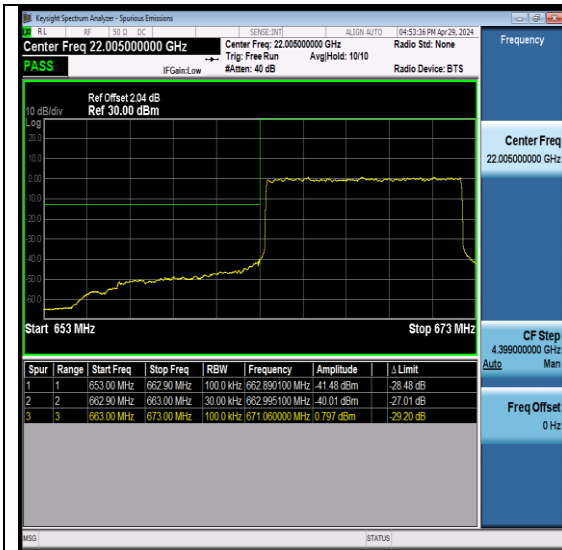 Keysight Spectrum Analyzer - Spurious Emissions
RL RF 50 Ω DC SENSE:INT ALIGN AUTO 04:53:36 PM Apr 29, 2024
Center Freq 22.005000000 GHz
Center Freq: 22.005000000 GHz
Radio Std: None
Trig: Free Run Avg|Hold: 10/10
PASS IFGain:Low #Atten: 40 dB Radio Device: BTS
Ref Offset 2.04 dB
10 dB/div Ref 30.00 dBm
Log
20.0
10.0
0.00
-10.0
-20.0
-30.0
-40.0
-50.0
-60.0
Start 653 MHz Stop 673 MHz
Spur Range Start Freq Stop Freq RBW Frequency Amplitude Δ Limit
1 1 653.00 MHz 662.90 MHz 100.0 kHz 662.890100 MHz -41.48 dBm -28.48 dB
2 2 662.90 MHz 663.00 MHz 30.00 kHz 662.995100 MHz -40.01 dBm -27.01 dB
3 3 663.00 MHz 673.00 MHz 100.0 kHz 671.060000 MHz 0.797 dBm -29.20 dB
MSG STATUS
Frequency
Center Freq
22.005000000 GHz
CF Step
4.399000000 GHz
Auto Man
Freq Offset
0 Hz